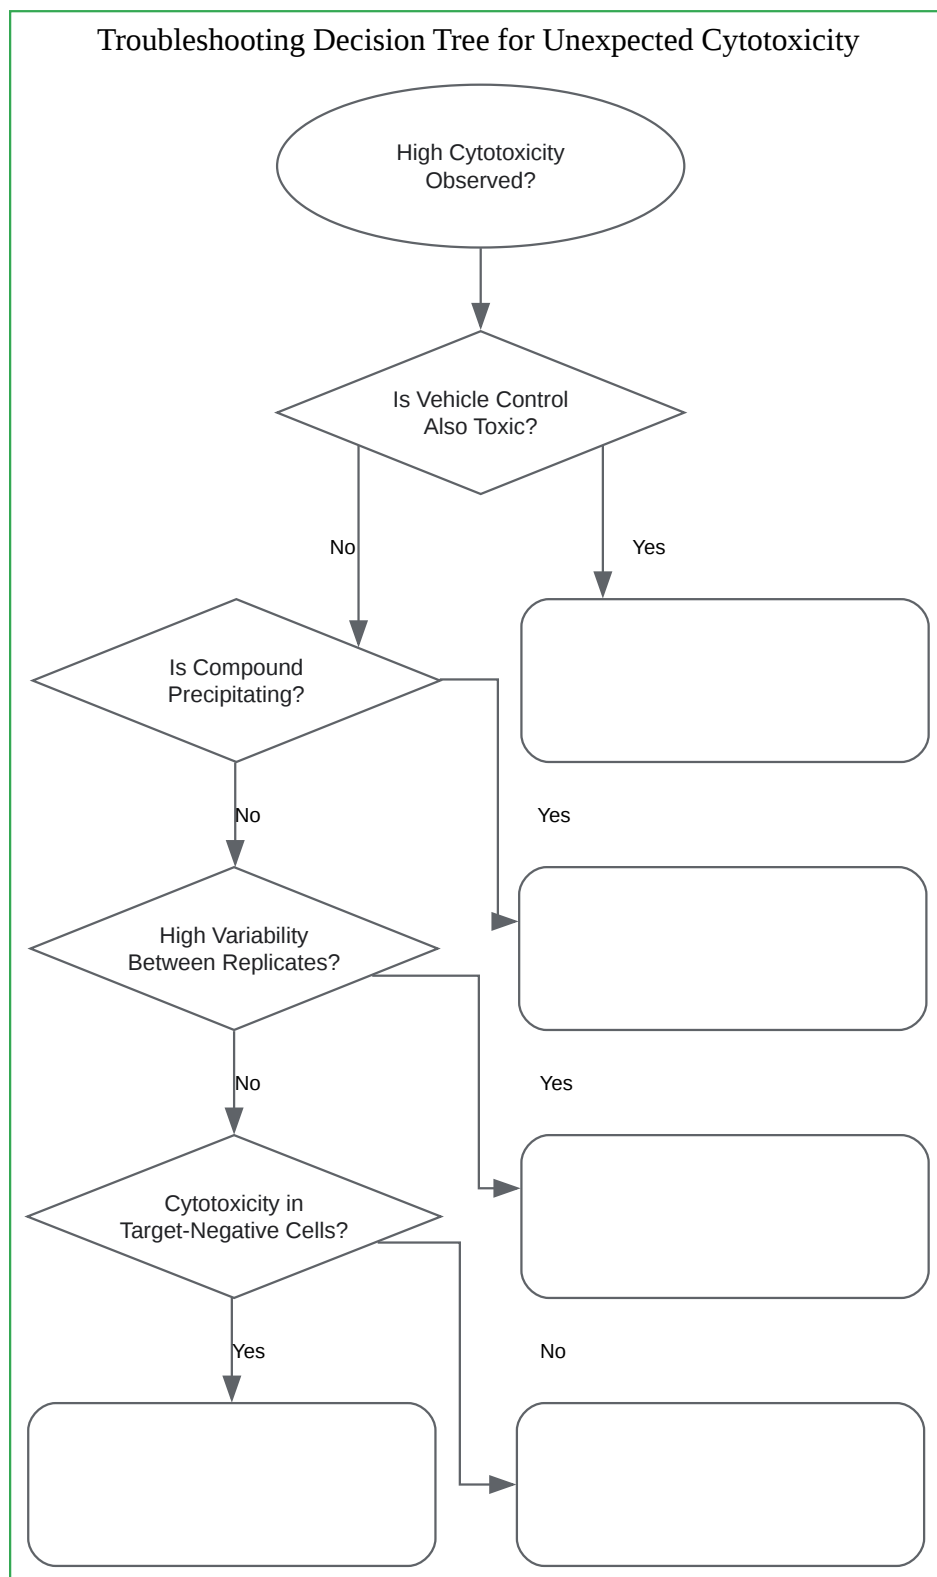 Troubleshooting Decision Tree for Unexpected Cytotoxicity
High Cytotoxicity
Observed?
Is Vehicle Control
Also Toxic?
No
Yes
Is Compound
Precipitating?
No
Yes
High Variability
Between Replicates?
No
Yes
Cytotoxicity in
Target-Negative Cells?
Yes
No